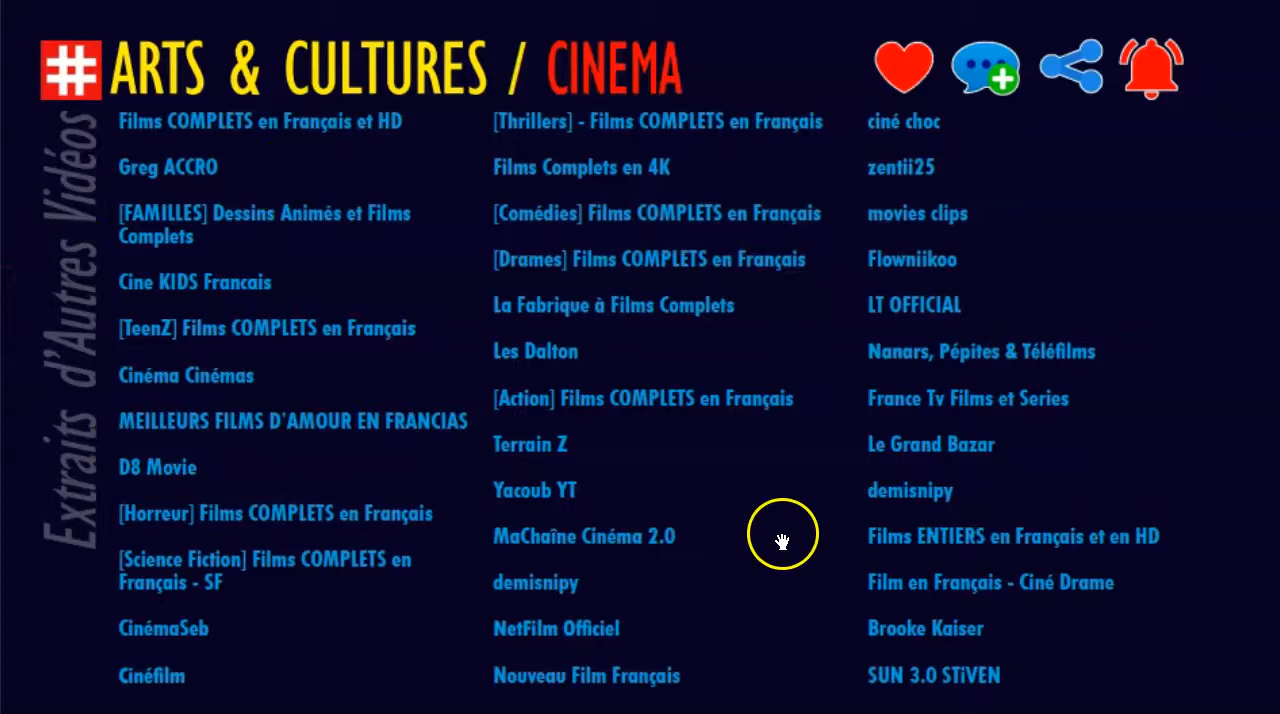 # ARTS & CULTURES / CINEMA
Extraits d'Autres Vidéos
Films COMPLETS en Français et HD
Greg ACCRO
[FAMILLES] Dessins Animés et Films
Complets
Cine KIDS Francais
[TeenZ] Films COMPLETS en Français
Cinéma Cinémas
MEILLEURS FILMS D'AMOUR EN FRANCIAS
D8 Movie
[Horreur] Films COMPLETS en Français
[Science Fiction] Films COMPLETS en
Français - SF
CinémaSeb
Cinéfilm
[Thrillers] - Films COMPLETS en Français
Films Complets en 4K
[Comédies] Films COMPLETS en Français
[Drames] Films COMPLETS en Français
La Fabrique à Films Complets
Les Dalton
[Action] Films COMPLETS en Français
Terrain Z
Yacoub YT
MaChaîne Cinéma 2.0
demisnipy
NetFilm Officiel
Nouveau Film Français
ciné choc
zentii25
movies clips
Flowniikoo
LT OFFICIAL
Nanars, Pépites & Téléfilms
France Tv Films et Series
Le Grand Bazar
demisnipy
Films ENTIERS en Français et en HD
Film en Français - Ciné Drame
Brooke Kaiser
SUN 3.0 STiVEN